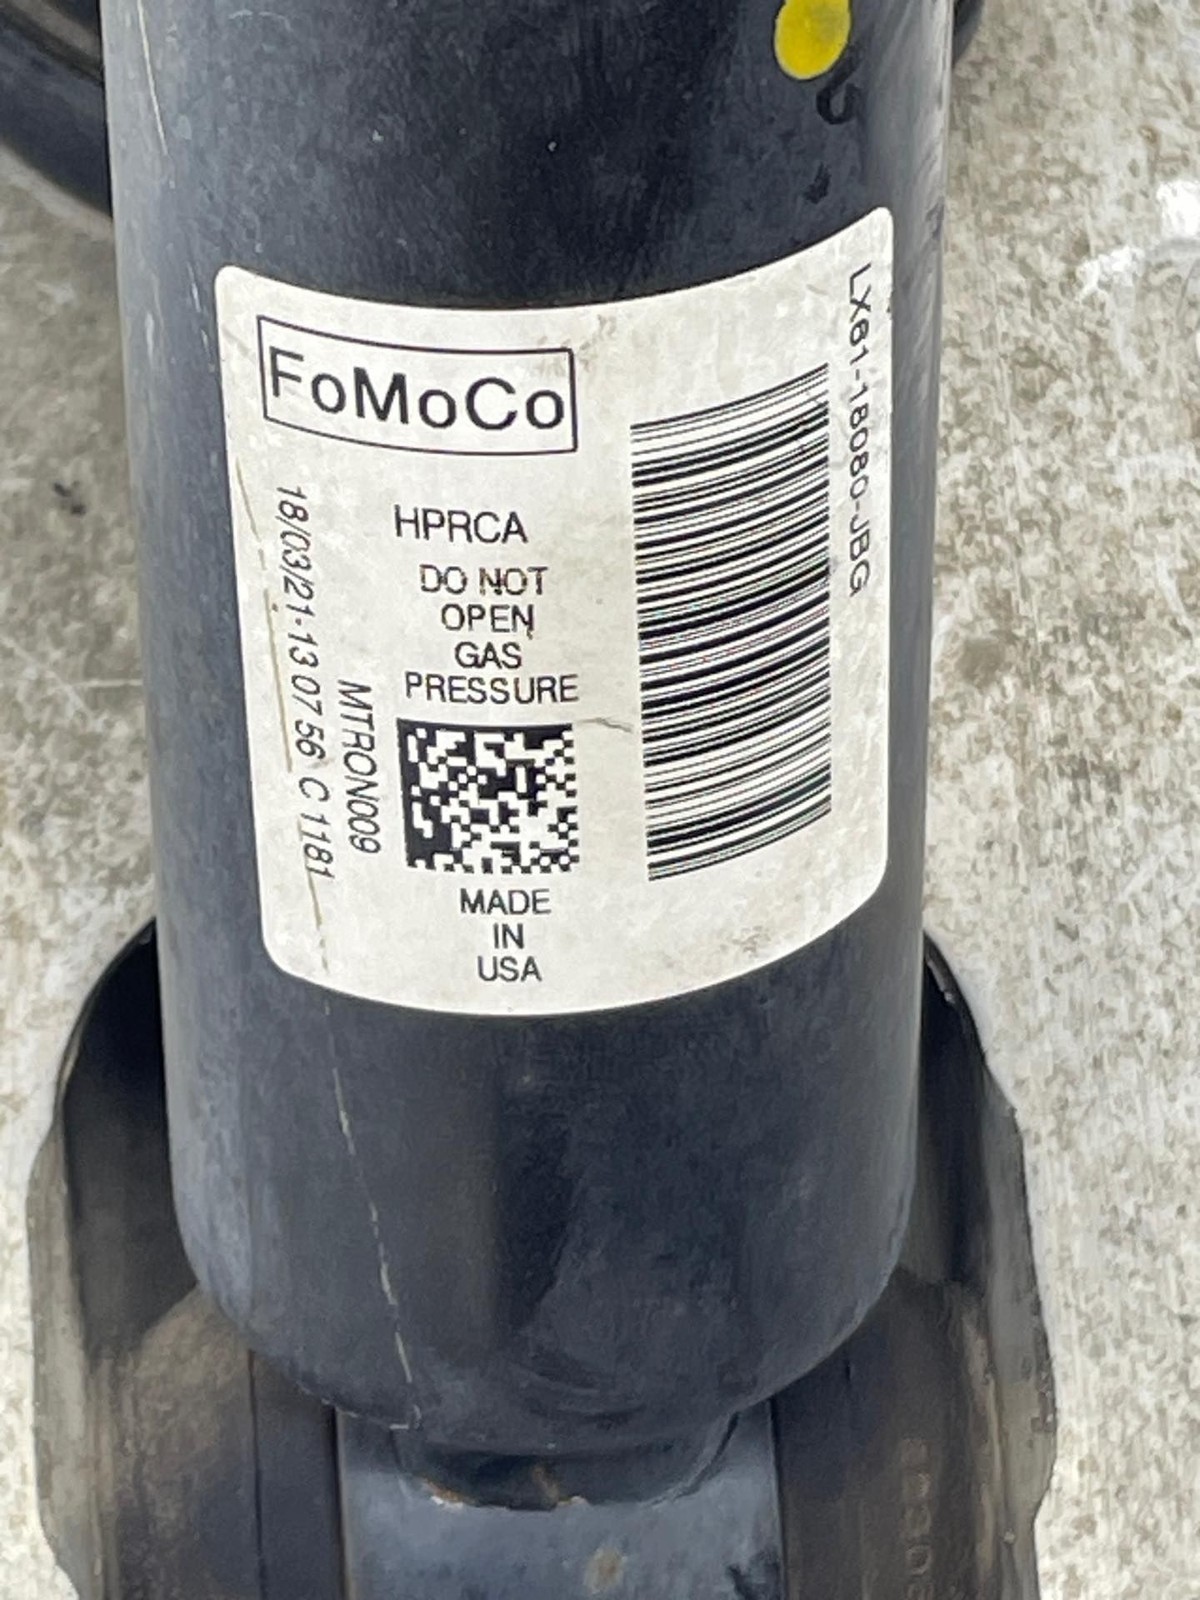 FoMoCo
HPRCA
DO NOT
OPEN
GAS
PRESSURE
MADE
IN
USA
18/03/21-13 07 56 C 1181
MTRON009
LX61-18080-JBG